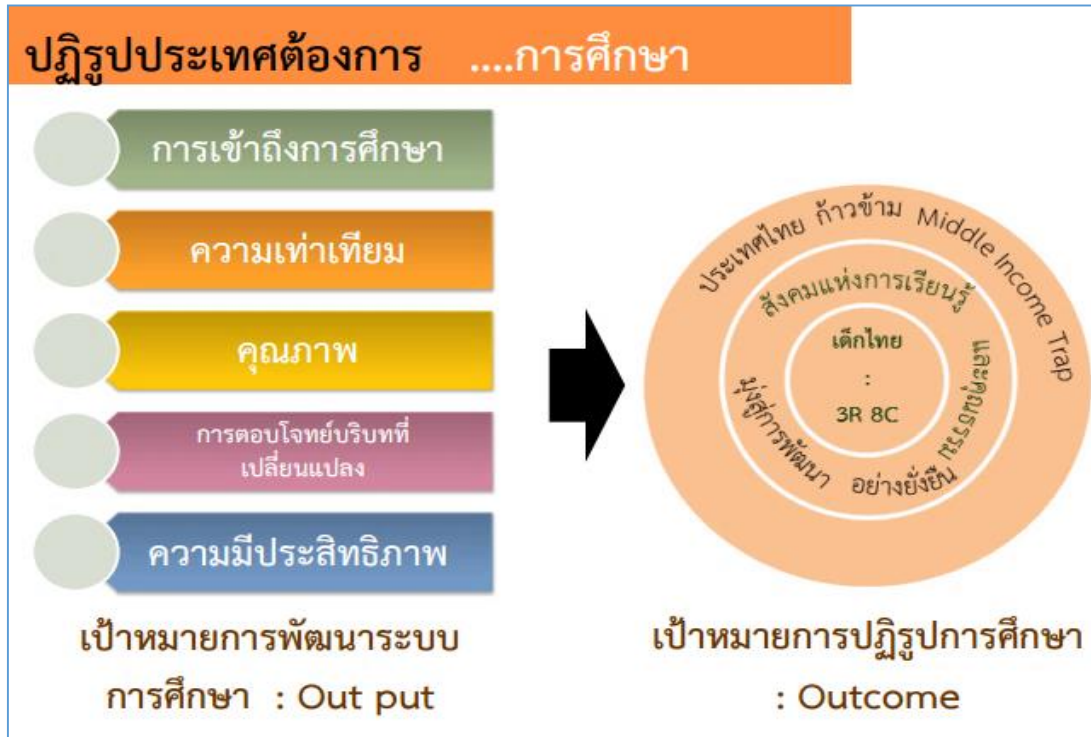 ปฏิรูปประเทศต้องการ ....การศึกษา
การเข้าถึงการศึกษา
ความเท่าเทียม
คุณภาพ
การตอบโจทย์บริบทที่
เปลี่ยนแปลง
ความมีประสิทธิภาพ
เป้าหมายการพัฒนาระบบ
การศึกษา : Out put
ประเทศไทย ก้าวข้าม Middle Income Trap
สังคมแห่งการเรียนรู้
และคุณธรรม
มุ่งสู่การพัฒนา อย่างยั่งยืน
เด็กไทย
:
3R 8C
เป้าหมายการปฏิรูปการศึกษา
: Outcome